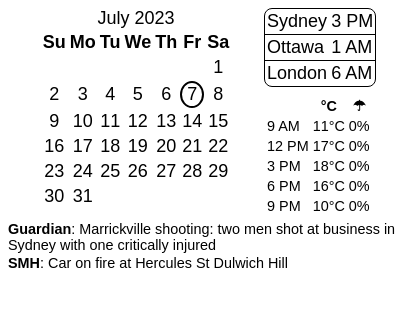 July 2023
Su Mo Tu We Th Fr Sa
1
2 3 4 5 6 7 8
9 10 11 12 13 14 15
16 17 18 19 20 21 22
23 24 25 26 27 28 29
30 31
Sydney 3 PM
Ottawa 1 AM
London 6 AM
°C ☂
9 AM 11°C 0%
12 PM 17°C 0%
3 PM 18°C 0%
6 PM 16°C 0%
9 PM 10°C 0%
Guardian: Marrickville shooting: two men shot at business in
Sydney with one critically injured
SMH: Car on fire at Hercules St Dulwich Hill